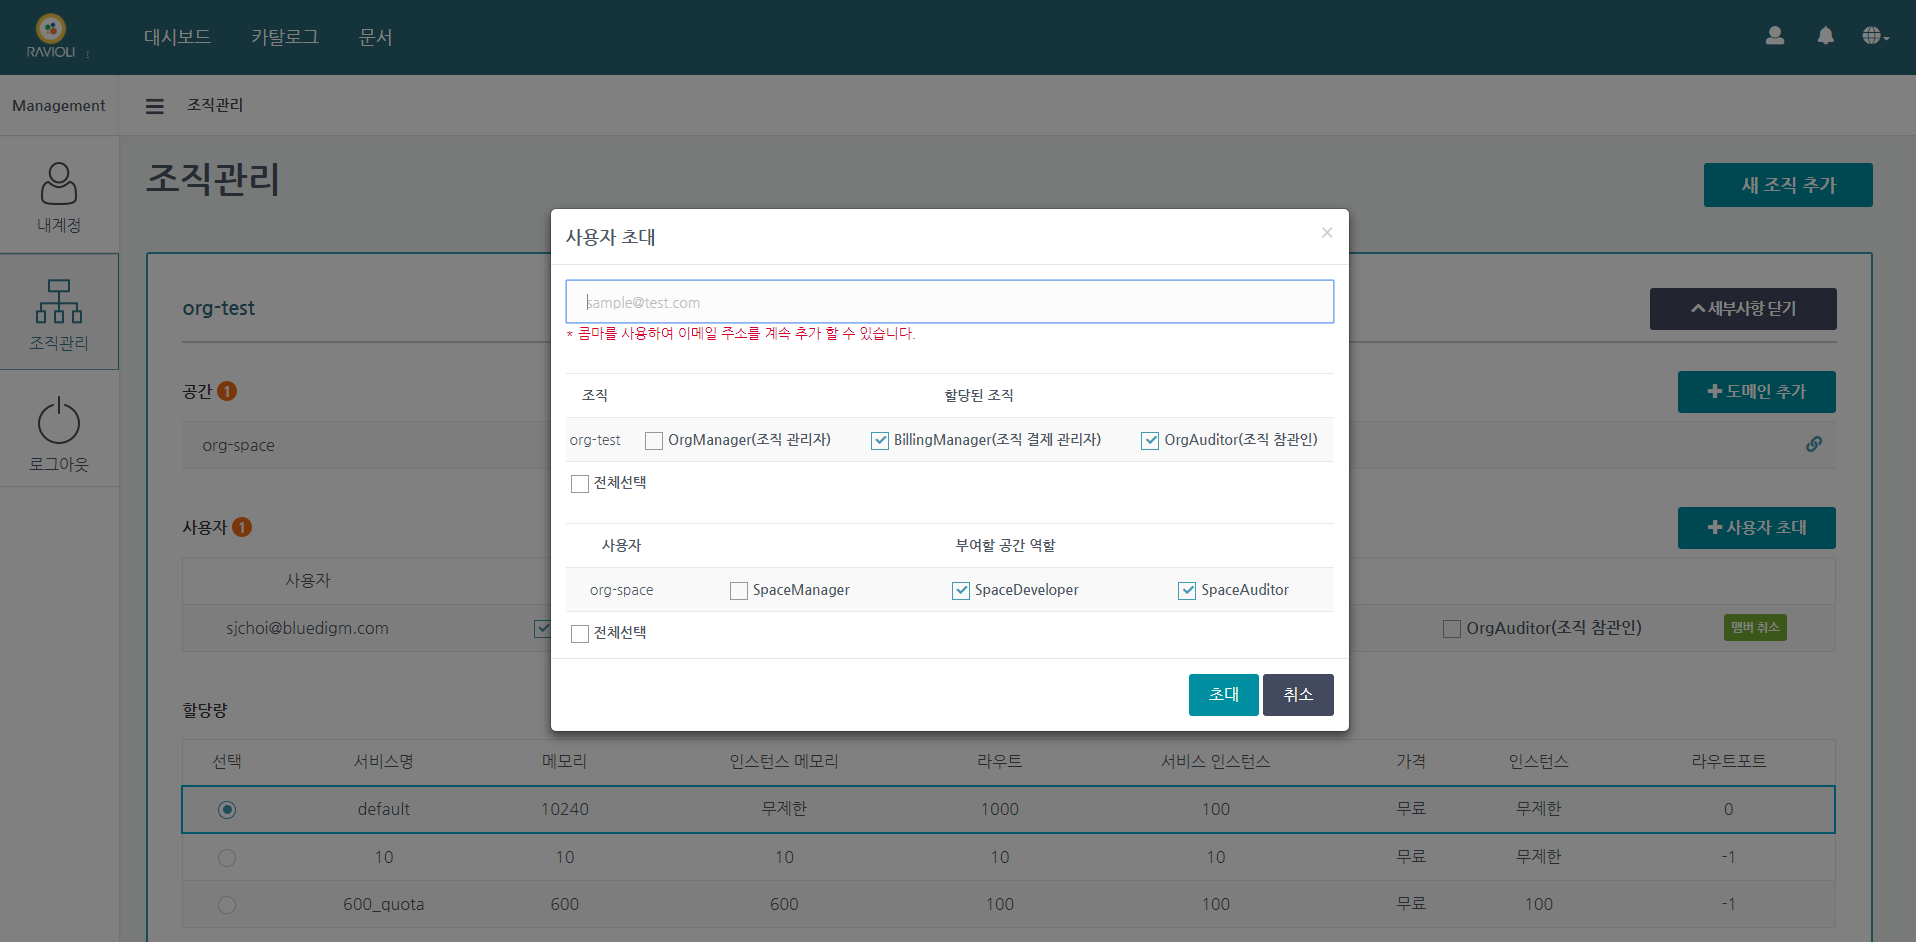 RAVIOLI
대시보드 카탈로그 문서
Management 조직관리
내계정
조직관리
로그아웃
조직관리
새 조직 추가
org-test
세부사항 닫기
공간 1
도메인 추가
org-space
사용자 1
사용자 초대
사용자
sjchoi@bluedigm.com
OrgAuditor(조직 참관인)
멤버 취소
사용자 초대
×
sample@test.com
* 콤마를 사용하여 이메일 주소를 계속 추가 할 수 있습니다.
조직 할당된 조직
org-test OrgManager(조직 관리자) BillingManager(조직 결제 관리자) OrgAuditor(조직 참관인)
전체선택
사용자 부여할 공간 역할
org-space SpaceManager SpaceDeveloper SpaceAuditor
전체선택
초대 취소
할당량
선택 서비스명 메모리 인스턴스 메모리 라우트 서비스 인스턴스 가격 인스턴스 라우트포트
default 10240 무제한 1000 100 무료 무제한 0
10 10 10 10 10 무료 무제한 -1
600_quota 600 600 100 100 무료 100 -1